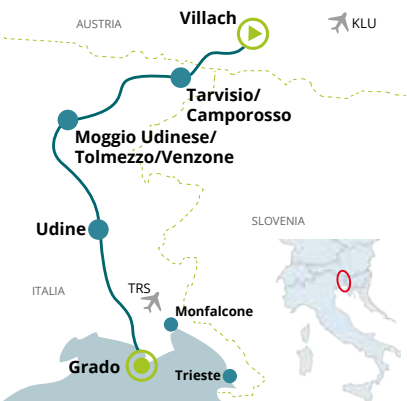 Villach
AUSTRIA
KLU
Tarvisio/
Camporosso
Moggio Udinese/
Tolmezzo/Venzone
SLOVENIA
Udine
ITALIA
TRS
Monfalcone
Grado
Trieste